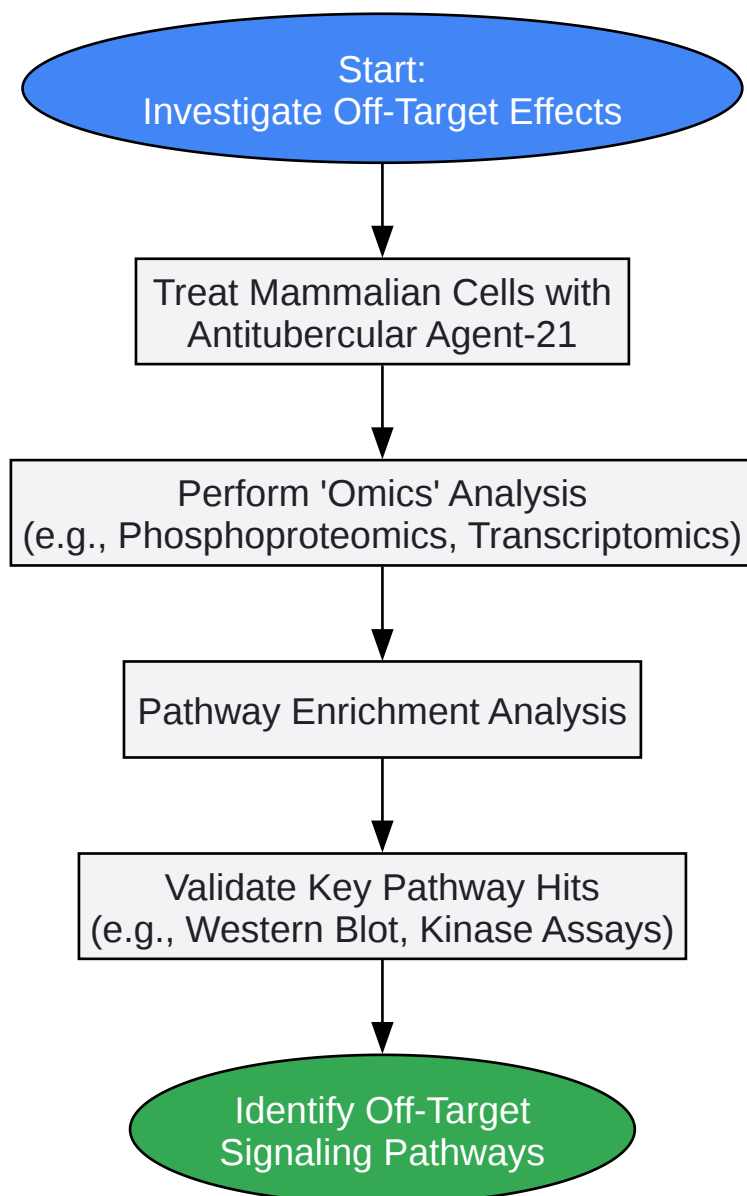 Start:
Investigate Off-Target Effects
Treat Mammalian Cells with
Antitubercular Agent-21
Perform 'Omics' Analysis
(e.g., Phosphoproteomics, Transcriptomics)
Pathway Enrichment Analysis
Validate Key Pathway Hits
(e.g., Western Blot, Kinase Assays)
Identify Off-Target
Signaling Pathways